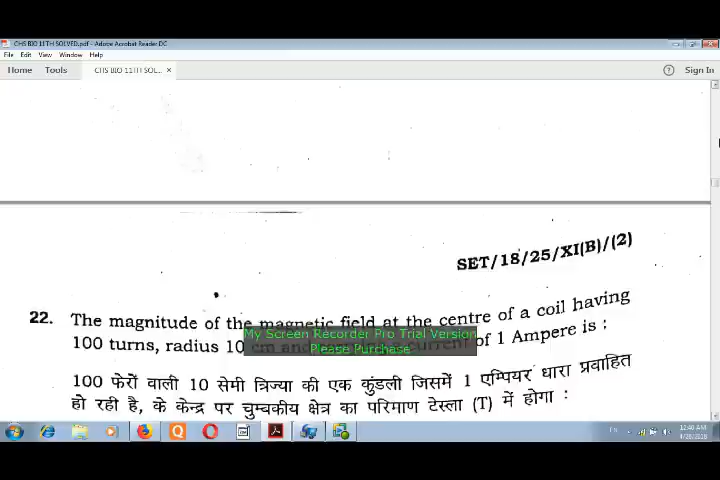 CHS BIO 11TH SOLVED.pdf - Adobe Acrobat Reader DC
File Edit View Window Help
Home Tools CHS BIO 11TH SOL... × ? Sign In
SET/18/25/XI(B)/(2)
22. The magnitude of the magnetic field at the centre of a coil having
100 turns, radius 10 cm and current of 1 Ampere is :
My Screen Recorder Pro Trial Version
Please Purchase
100 फेरों वाली 10 सेमी त्रिज्या की एक कुंडली जिसमें 1 एम्पियर धारा प्रवाहित
हो रही है, के केन्द्र पर चुम्बकीय क्षेत्र का परिमाण टेस्ला (T) में होगा :
12:40 AM